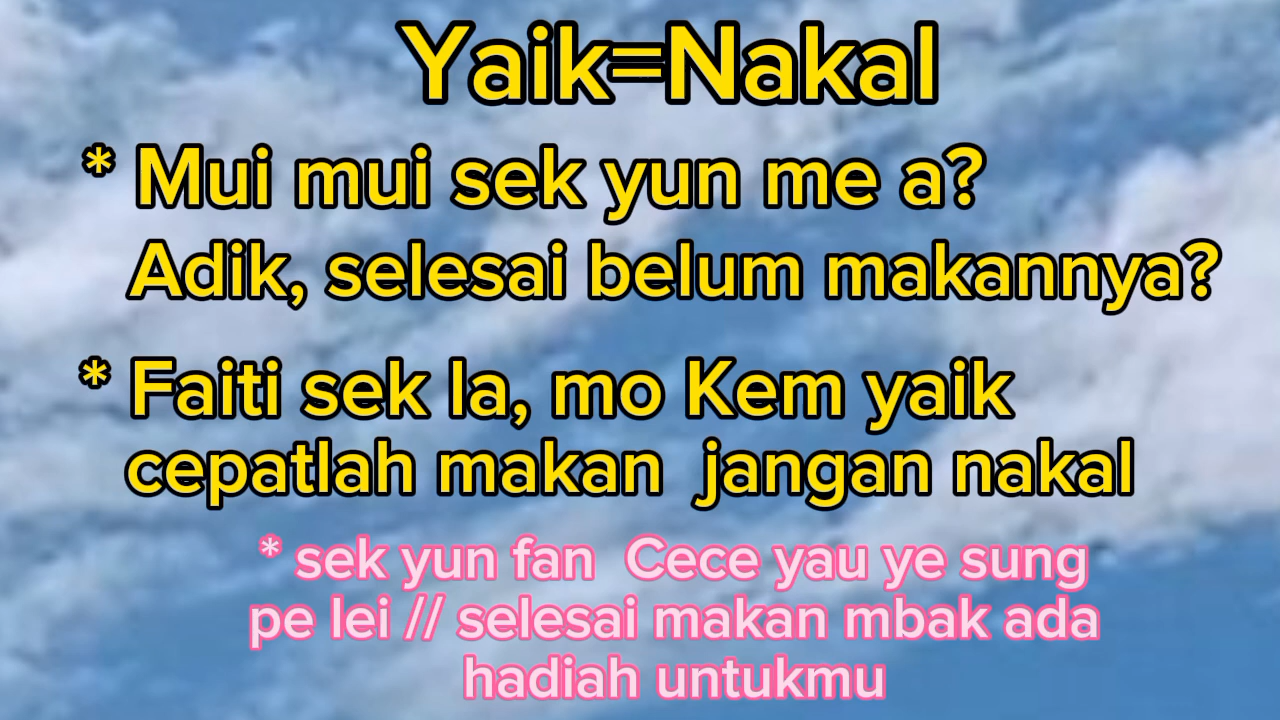 Yaik=Nakal
* Mui mui sek yun me a?
Adik, selesai belum makannya?
* Faiti sek la, mo Kem yaik
cepatlah makan  jangan nakal
* sek yun fan  Cece yau ye sung
pe lei // selesai makan mbak ada
hadiah untukmu